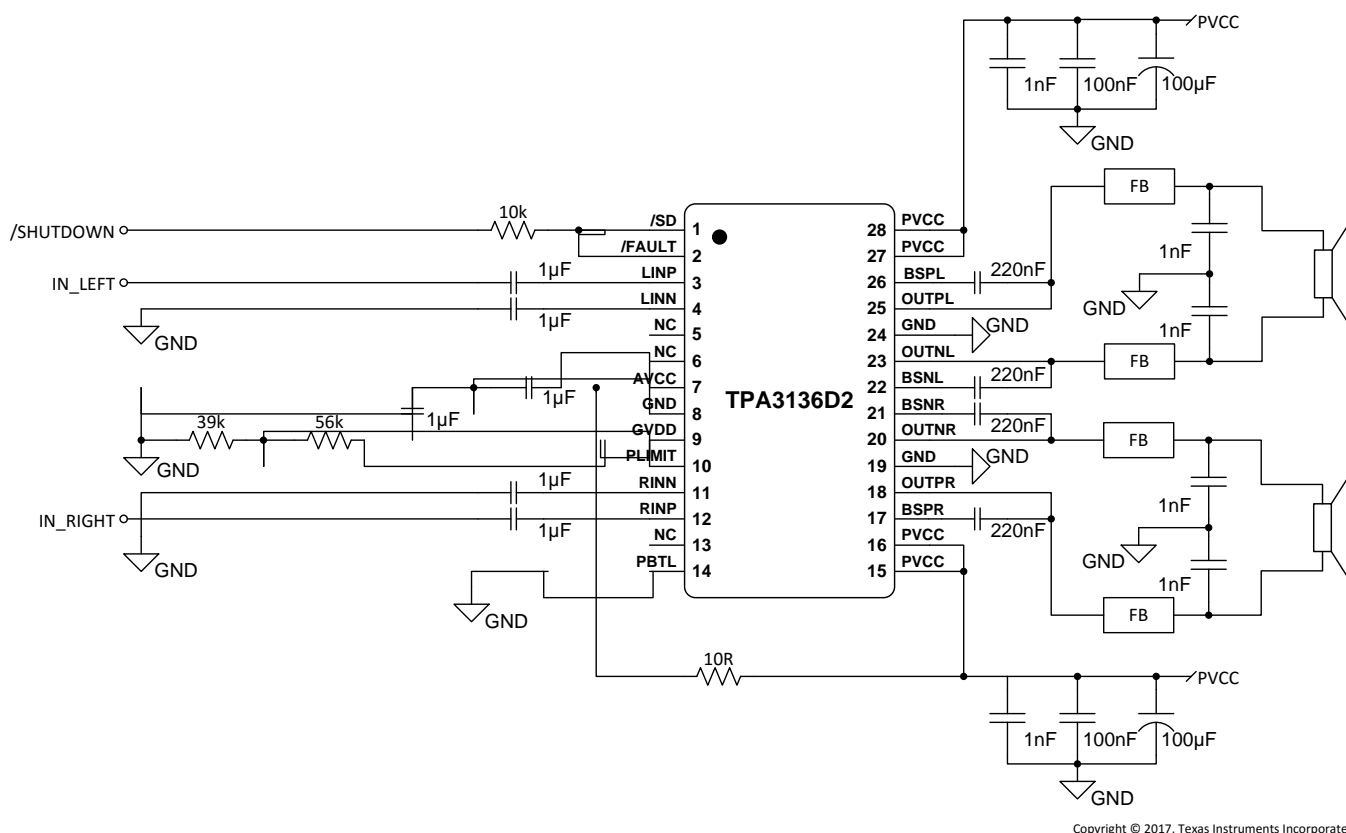 PVCC
1nF
100nF
100µF
GND
FB
10k
/SD
1
28
PVCC
/SHUTDOWN
/FAULT
2
27
PVCC
1nF
1µF
LINP
3
26
BSPL
220nF
IN_LEFT
LINN
4
25
OUTPL
GND
GND
1µF
NC
5
24
GND
GND
1nF
NC
6
23
OUTNL
FB
AVCC
7
22
BSNL
220nF
1µF
TPA3136D2
GND
8
21
BSNR
39k
1µF
56k
220nF
GVDD
9
20
OUTNR
FB
GND
PLIMIT
10
19
GND
GND
1µF
RINN
11
18
OUTPR
1nF
IN_RIGHT
RINP
12
17
BSPR
1µF
220nF
NC
13
16
PVCC
GND
GND
PBTL
14
15
PVCC
1nF
GND
FB
10R
PVCC
1nF
100nF
100µF
GND
Copyright © 2017, Texas Instruments Incorporate